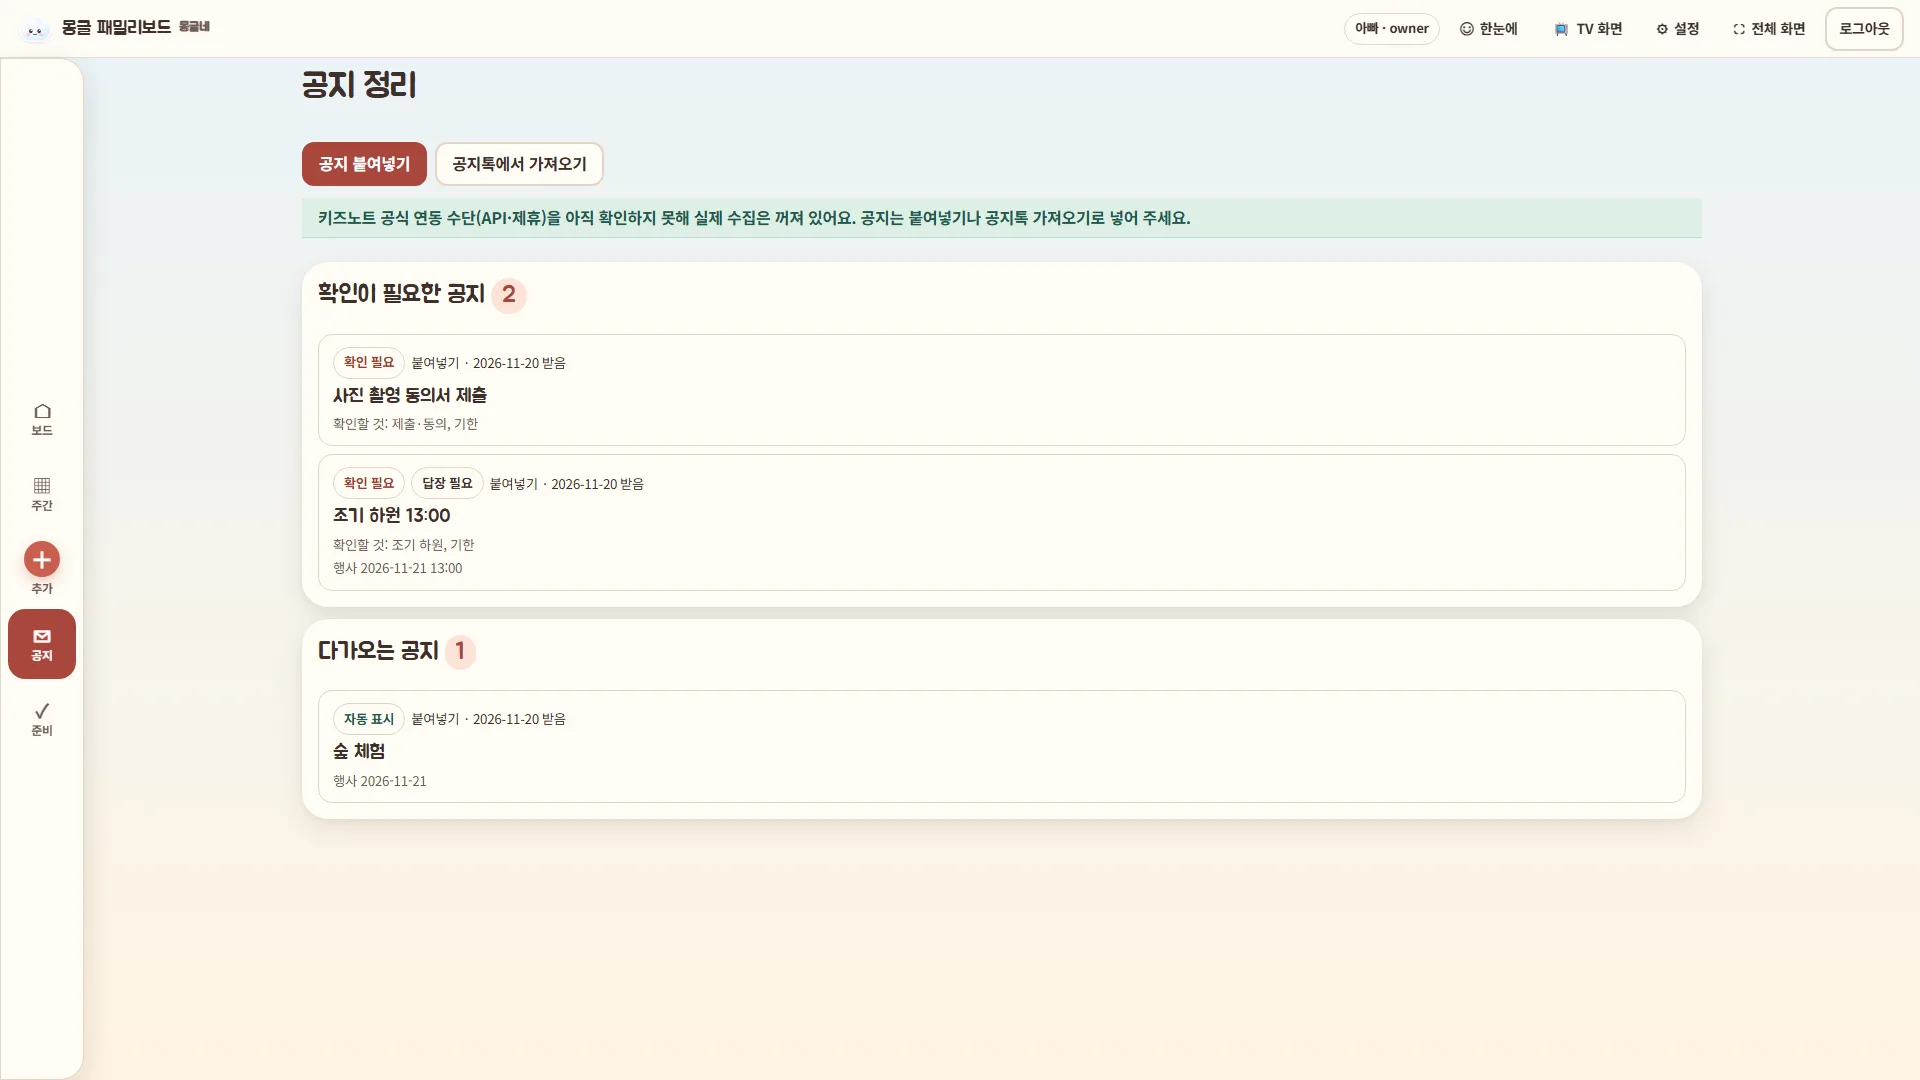 몽글 패밀리보드 몽글네
아빠 · owner 한눈에 TV 화면 설정 전체 화면 로그아웃
공지 정리
공지 붙여넣기 공지톡에서 가져오기
키즈노트 공식 연동 수단(API·제휴)을 아직 확인하지 못해 실제 수집은 꺼져 있어요. 공지는 붙여넣기나 공지톡 가져오기로 넣어 주세요.
확인이 필요한 공지 2
확인 필요 붙여넣기 · 2026-11-20 받음
사진 촬영 동의서 제출
확인할 것: 제출·동의, 기한
확인 필요 답장 필요 붙여넣기 · 2026-11-20 받음
조기 하원 13:00
확인할 것: 조기 하원, 기한
행사 2026-11-21 13:00
다가오는 공지 1
자동 표시 붙여넣기 · 2026-11-20 받음
숲 체험
행사 2026-11-21
보드
주간
추가
공지
준비